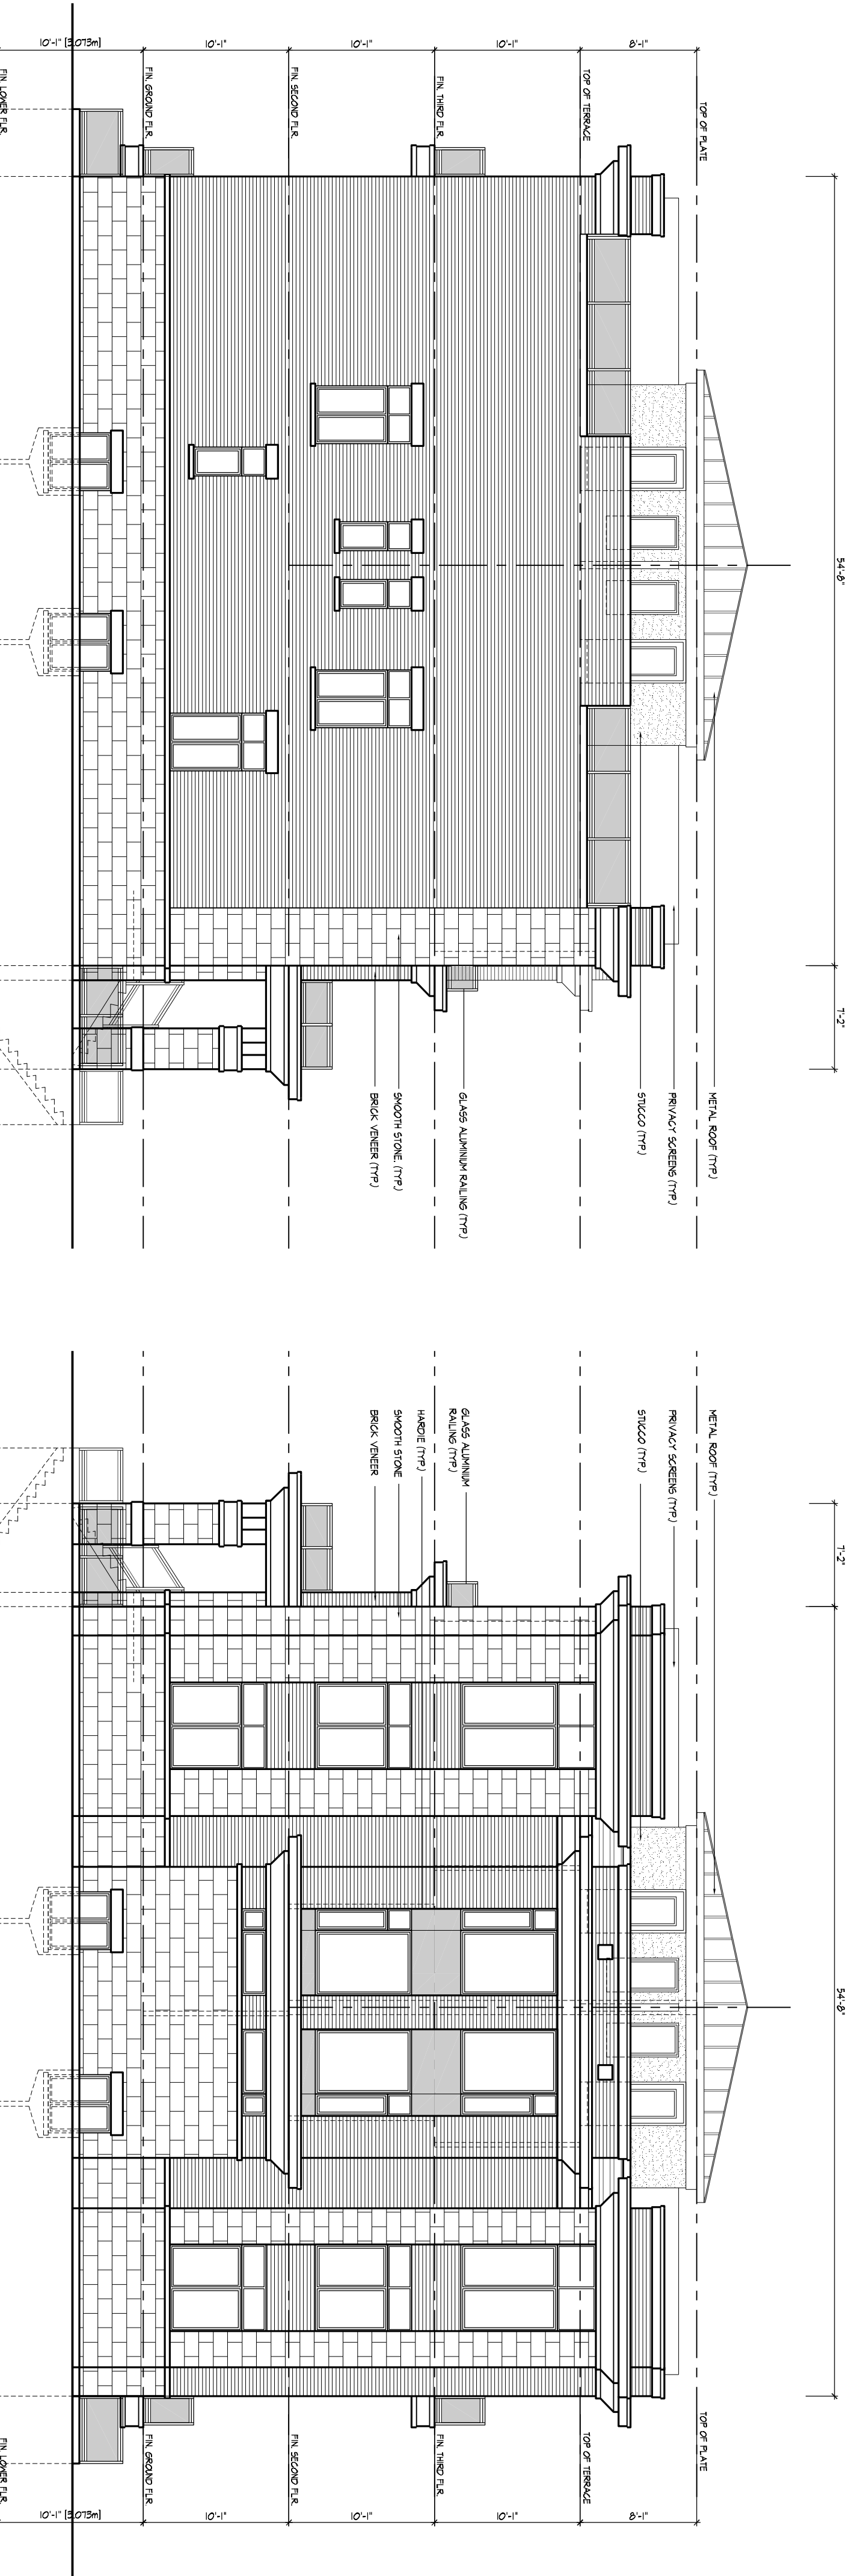 10'-1" [3.073m]
10'-1"
10'-1"
10'-1"
8'-1"
FIN. LOWER FLR.
FIN. GROUND FLR.
FIN. SECOND FLR.
FIN. THIRD FLR.
TOP OF TERRACE
TOP OF PLATE
54'-8"
7'-2"
METAL ROOF (TYP.)
PRIVACY SCREENS (TYP.)
STUCCO (TYP.)
GLASS ALUMINIUM RAILING (TYP.)
SMOOTH STONE. (TYP.)
BRICK VENEER (TYP.)
METAL ROOF (TYP.)
PRIVACY SCREENS (TYP.)
STUCCO (TYP.)
GLASS ALUMINIUM
RAILING (TYP.)
HARDIE (TYP.)
SMOOTH STONE
BRICK VENEER
7'-2"
54'-8"
TOP OF PLATE
TOP OF TERRACE
FIN. THIRD FLR.
FIN. SECOND FLR.
FIN. GROUND FLR.
FIN. LOWER FLR.
8'-1"
10'-1"
10'-1"
10'-1"
10'-1" [3.073m]